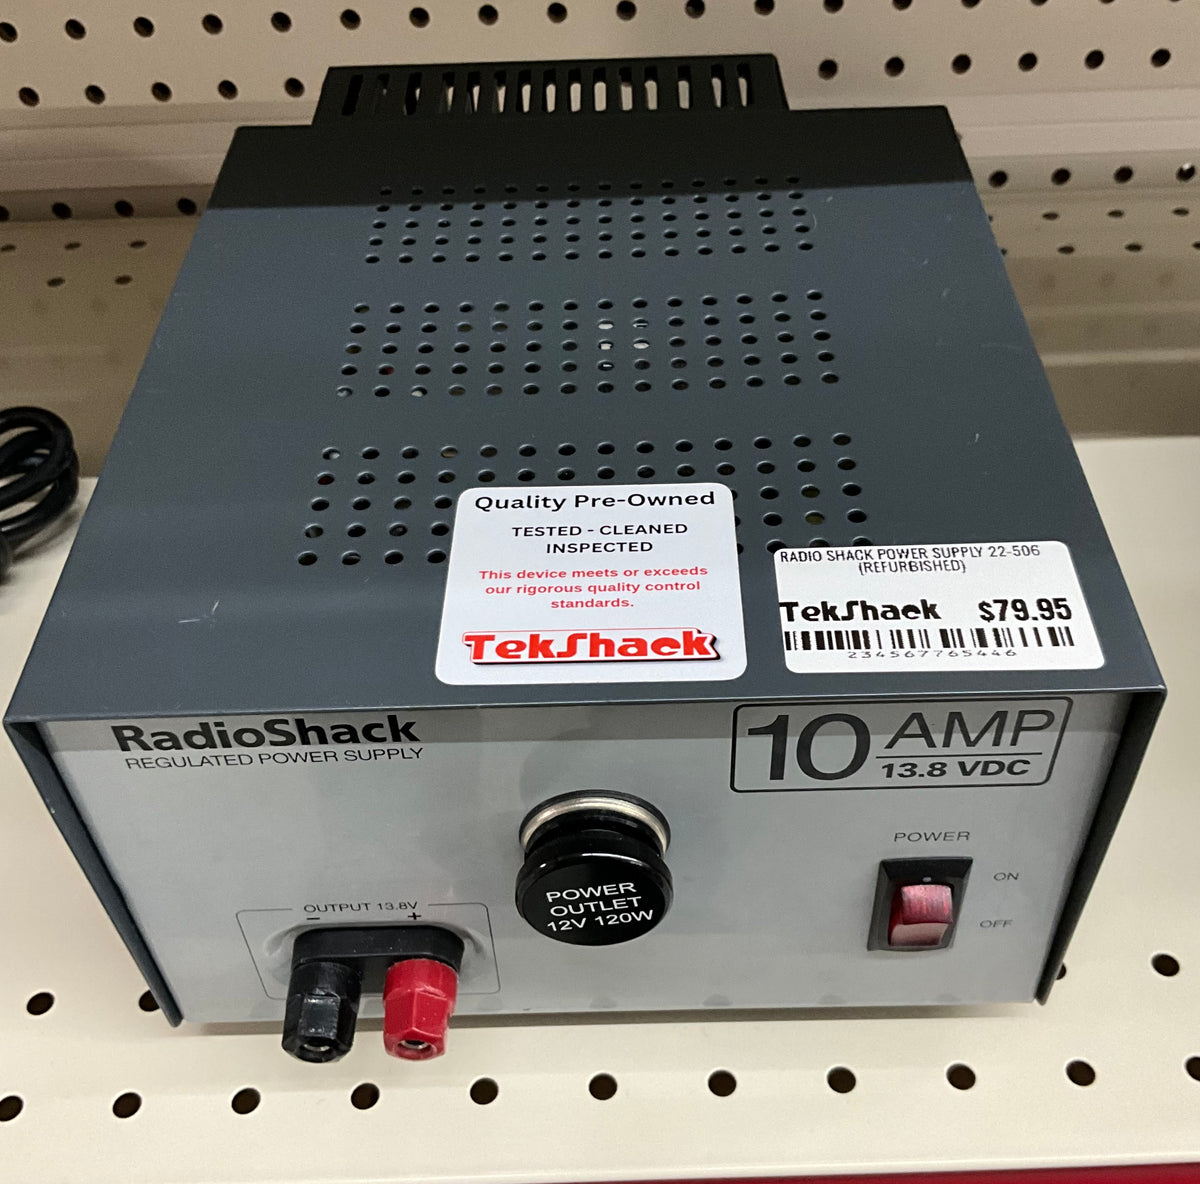 Quality Pre-Owned
TESTED - CLEANED
INSPECTED
This device meets or exceeds
our rigorous quality control
standards.
TekShack
RADIO SHACK POWER SUPPLY 22-506
(REFURBISHED)
TekShack $79.95
234567765446
RadioShack
REGULATED POWER SUPPLY
10 AMP
13.8 VDC
POWER
ON
OFF
POWER
OUTLET
12V 120W
OUTPUT 13.8V
- +